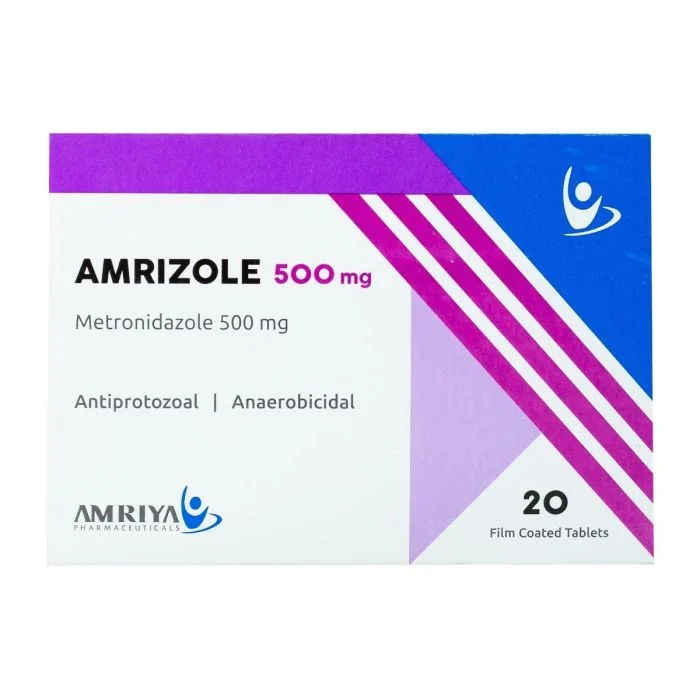 AMRIZOLE 500 mg
Metronidazole 500 mg
Antiprotozoal | Anaerobicidal
AMRIYA
PHARMACEUTICALS
20
Film Coated Tablets